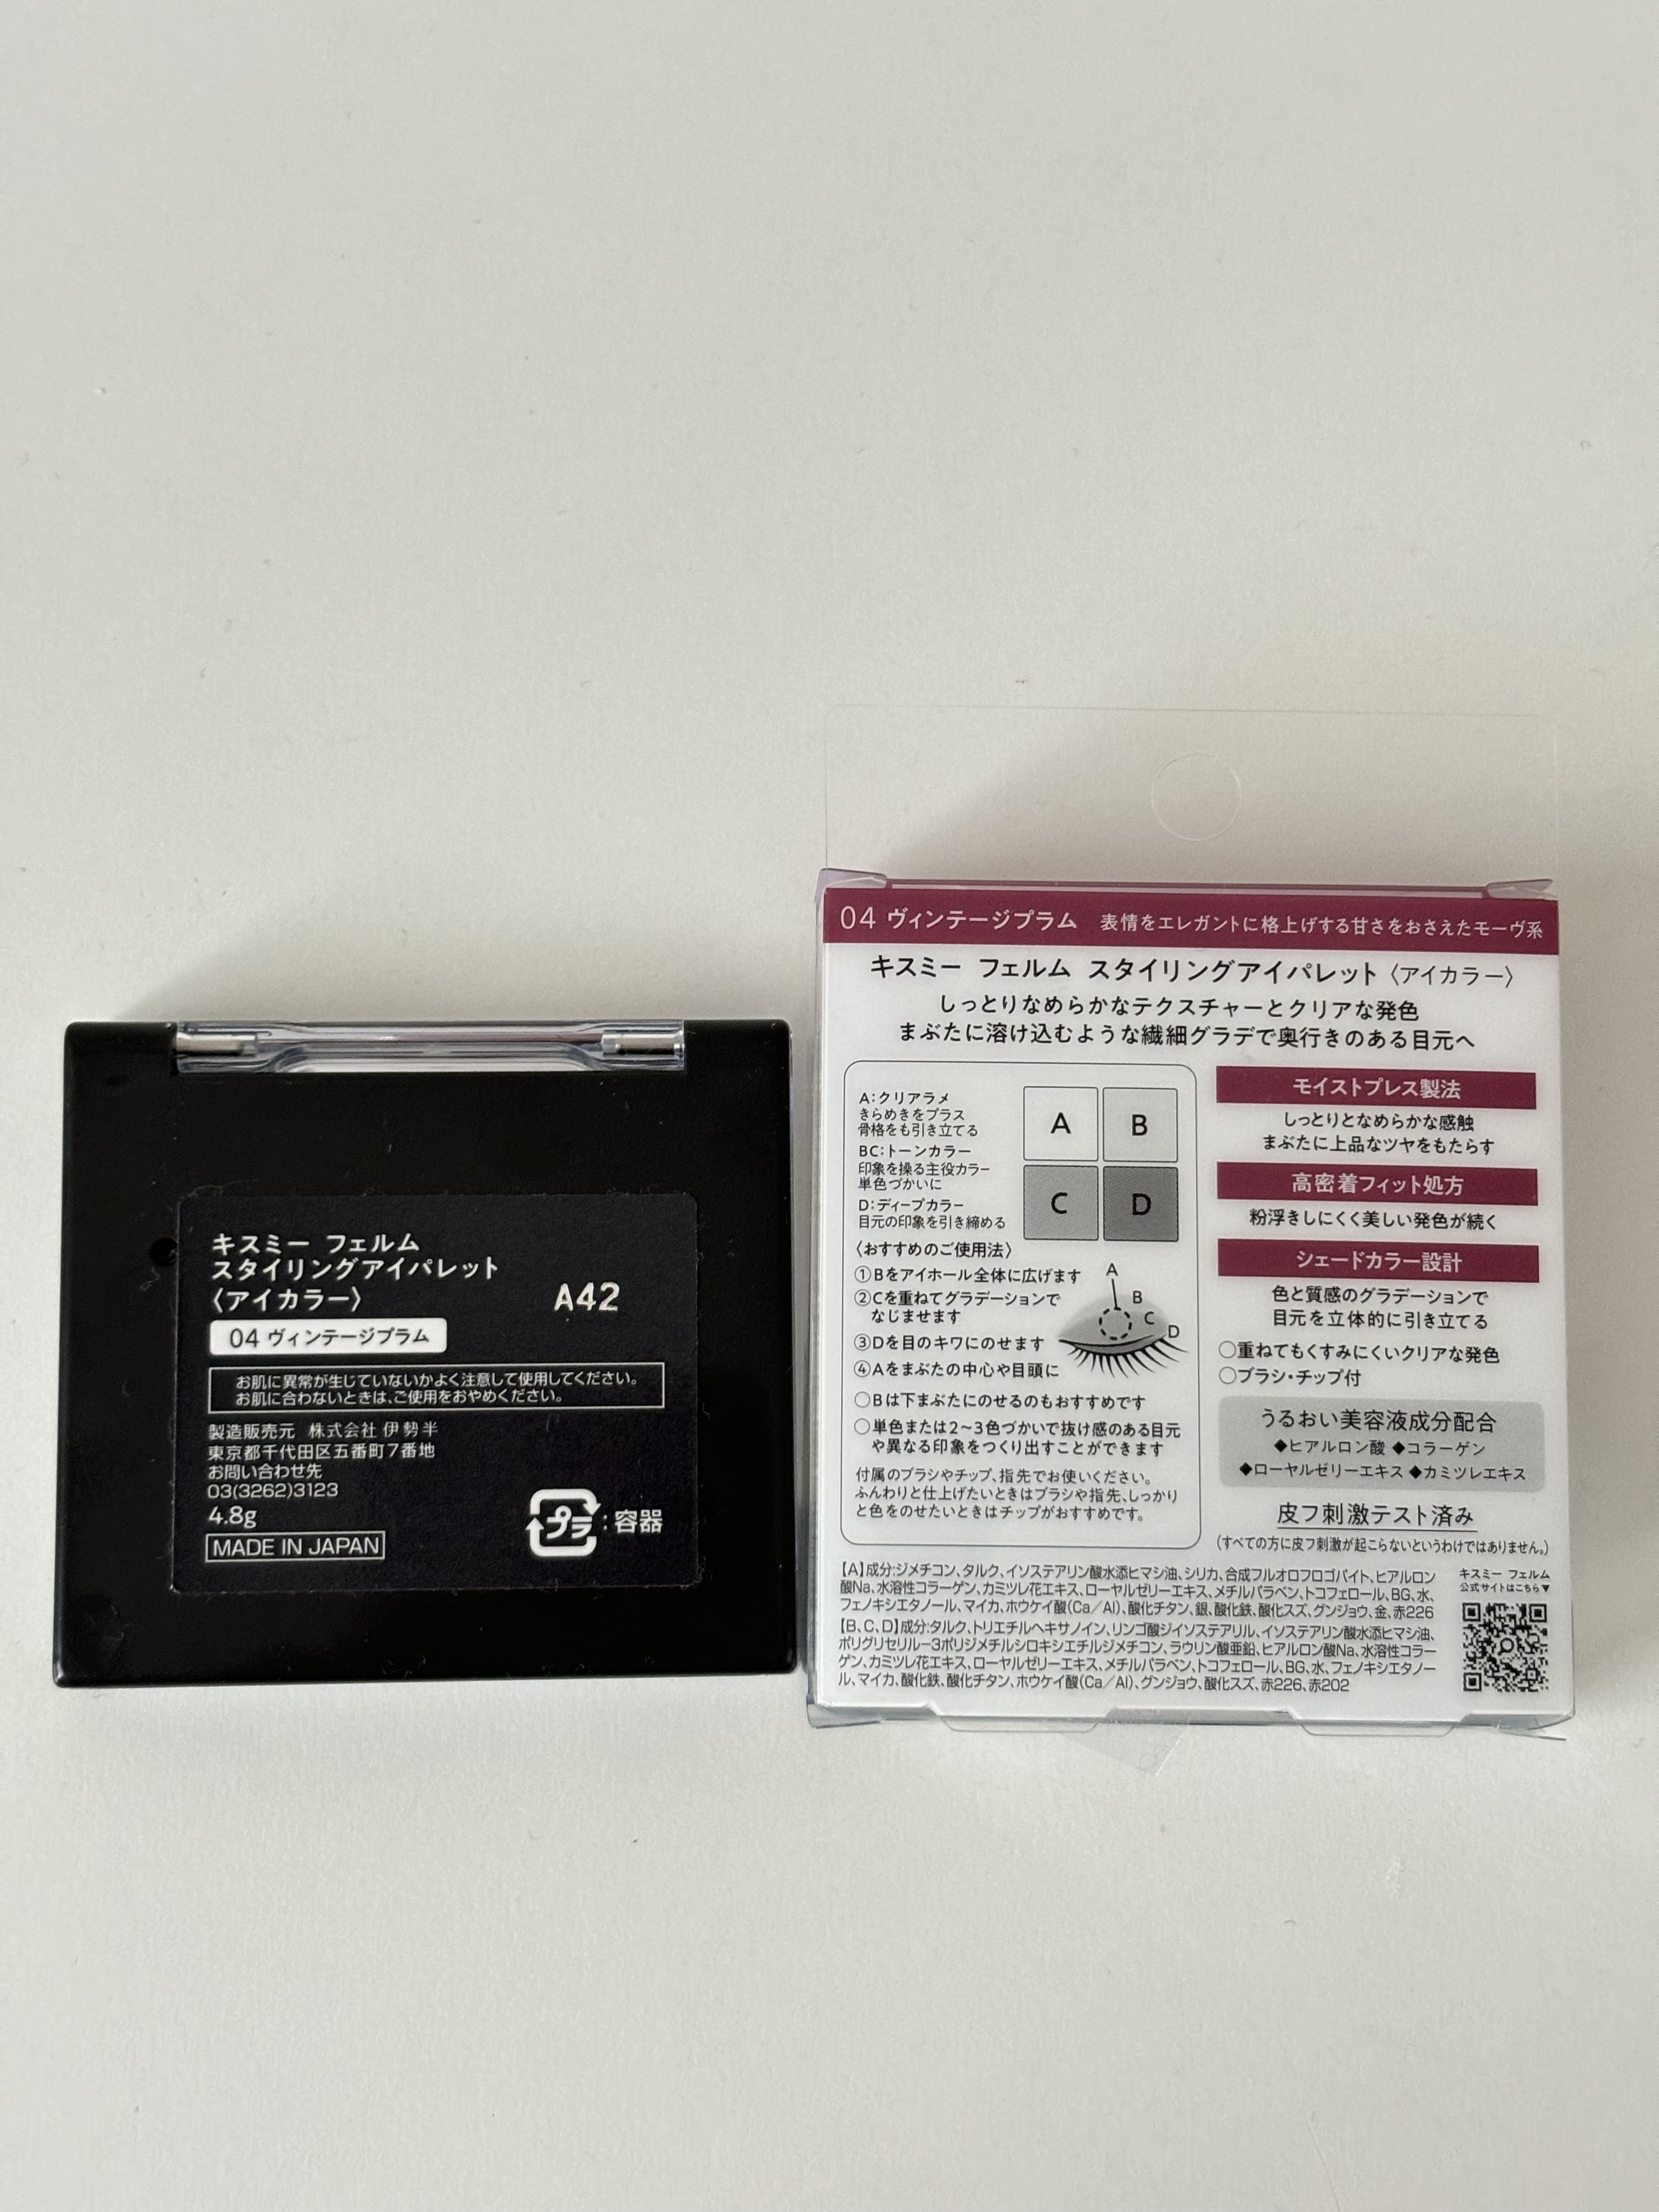 キスミー フェルム
スタイリングアイパレット
〈アイカラー〉
A42
04 ヴィンテージプラム
お肌に異常が生じていないかよく注意して使用してください。
お肌に合わないときは、ご使用をおやめください。
製造販売元 株式会社 伊勢半
東京都千代田区五番町7番地
お問い合わせ先
03(3262)3123
4.8g
MADE IN JAPAN
プラ:容器
04 ヴィンテージプラム 表情をエレガントに格上げする甘さをおさえたモーヴ系
キスミー フェルム スタイリングアイパレット〈アイカラー〉
しっとりなめらかなテクスチャーとクリアな発色
まぶたに溶け込むような繊細グラデで奥行きのある目元へ
A:クリアラメ
きらめきをプラス
骨格をも引き立てる
BC:トーンカラー
印象を操る主役カラー
単色づかいに
D:ディープカラー
目元の印象を引き締める
A B
C D
〈おすすめのご使用法〉
①Bをアイホール全体に広げます
②Cを重ねてグラデーションで
なじませます
③Dを目のキワにのせます
④Aをまぶたの中心や目頭に
A
B
C
D
○Bは下まぶたにのせるのもおすすめです
○単色または2～3色づかいで抜け感のある目元
や異なる印象をつくり出すことができます
付属のブラシやチップ、指先でお使いください。
ふんわりと仕上げたいときはブラシや指先、しっかり
と色をのせたいときはチップがおすすめです。
モイストプレス製法
しっとりとなめらかな感触
まぶたに上品なツヤをもたらす
高密着フィット処方
粉浮きしにくく美しい発色が続く
シェードカラー設計
色と質感のグラデーションで
目元を立体的に引き立てる
○重ねてもくすみにくいクリアな発色
○ブラシ・チップ付
うるおい美容液成分配合
◆ヒアルロン酸 ◆コラーゲン
◆ローヤルゼリーエキス ◆カミツレエキス
皮フ刺激テスト済み
(すべての方に皮フ刺激が起こらないというわけではありません。)
【A】成分:ジメチコン、タルク、イソステアリン酸水添ヒマシ油、シリカ、合成フルオロフロゴパイト、ヒアルロン
酸Na、水溶性コラーゲン、カミツレ花エキス、ローヤルゼリーエキス、メチルパラベン、トコフェロール、BG、水、
フェノキシエタノール、マイカ、ホウケイ酸(Ca/Al)、酸化チタン、銀、酸化鉄、酸化スズ、グンジョウ、金、赤226
【B、C、D】成分:タルク、トリエチルヘキサノイン、リンゴ酸ジイソステアリル、イソステアリン酸水添ヒマシ油、
ポリグリセリル-3ポリジメチルシロキシエチルジメチコン、ラウリン酸亜鉛、ヒアルロン酸Na、水溶性コラー
ゲン、カミツレ花エキス、ローヤルゼリーエキス、メチルパラベン、トコフェロール、BG、水、フェノキシエタノー
ル、マイカ、酸化鉄、酸化チタン、ホウケイ酸(Ca/Al)、グンジョウ、酸化スズ、赤226、赤202
キスミー フェルム
公式サイトはこちら▼